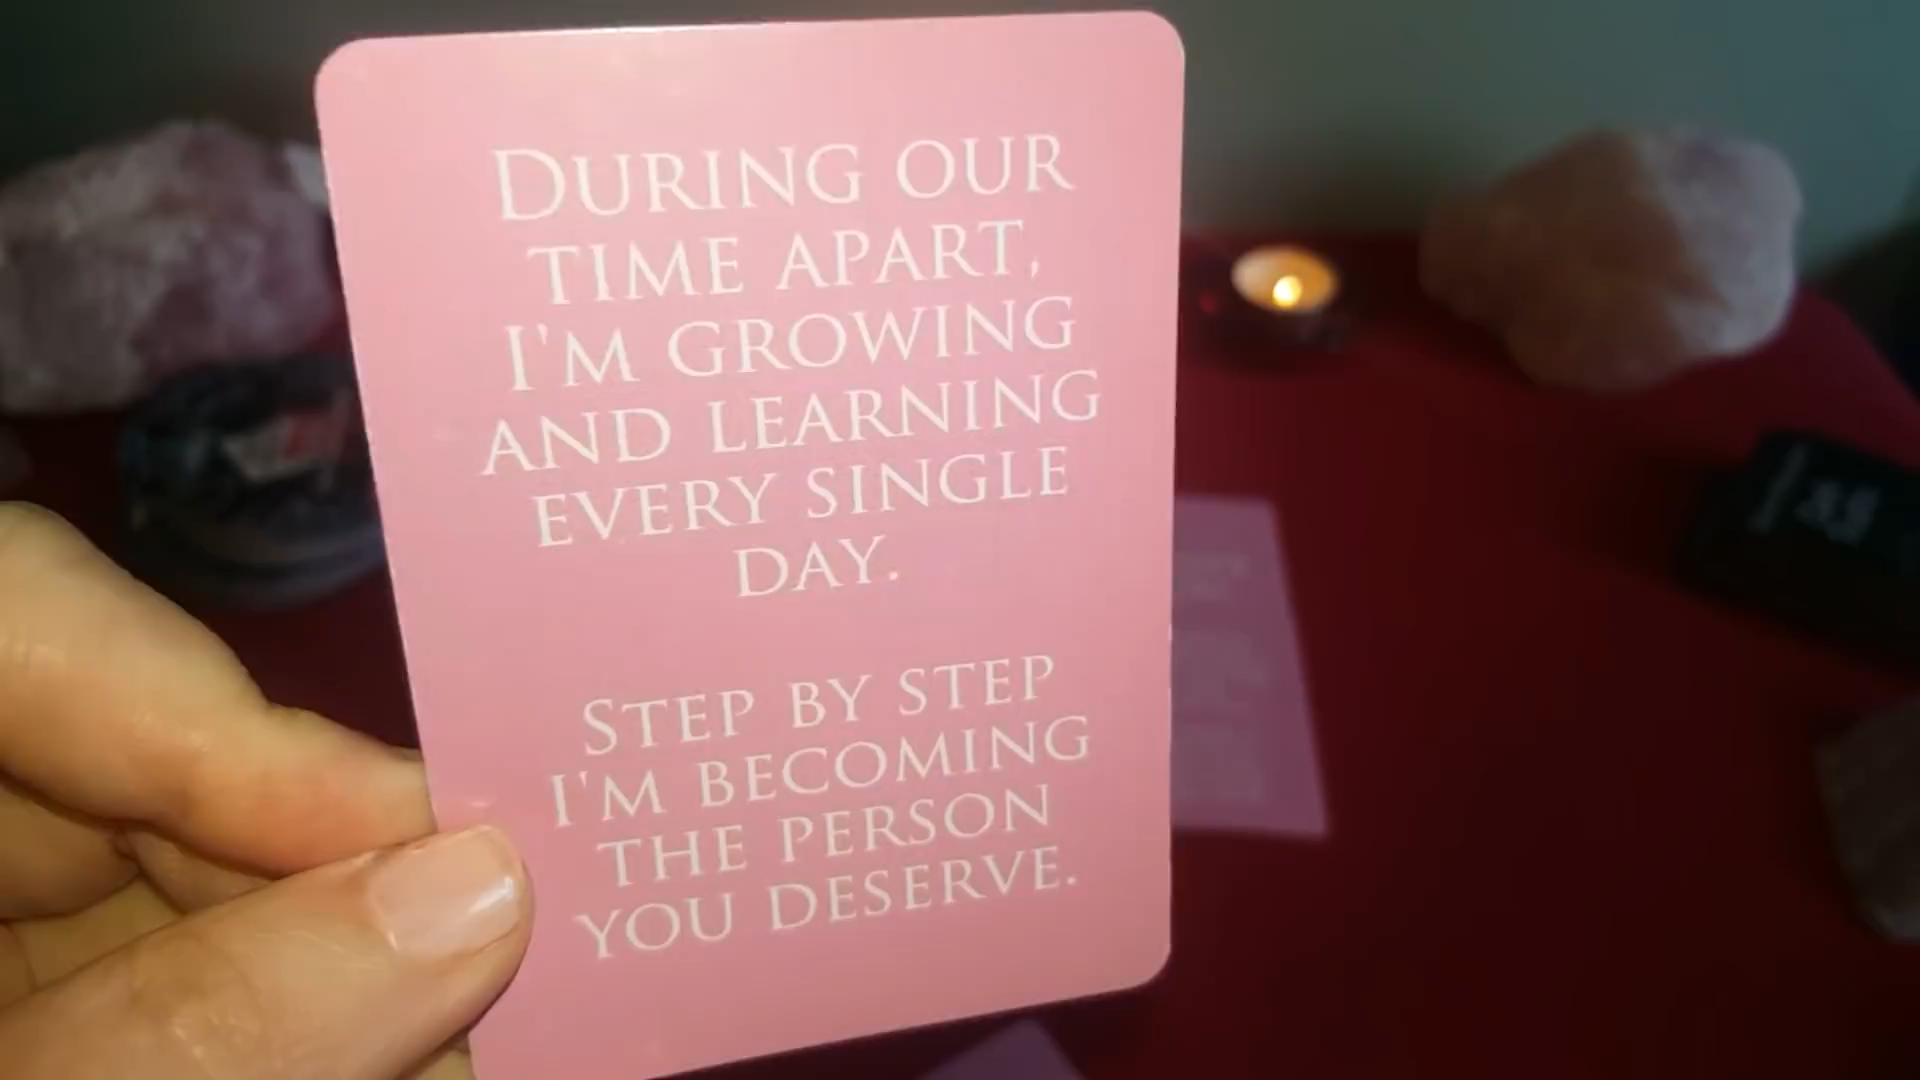 DURING OUR
TIME APART,
I'M GROWING
AND LEARNING
EVERY SINGLE
DAY.
STEP BY STEP
I'M BECOMING
THE PERSON
YOU DESERVE.